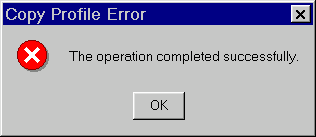 Copy Profile Error
The operation completed successfully.
OK